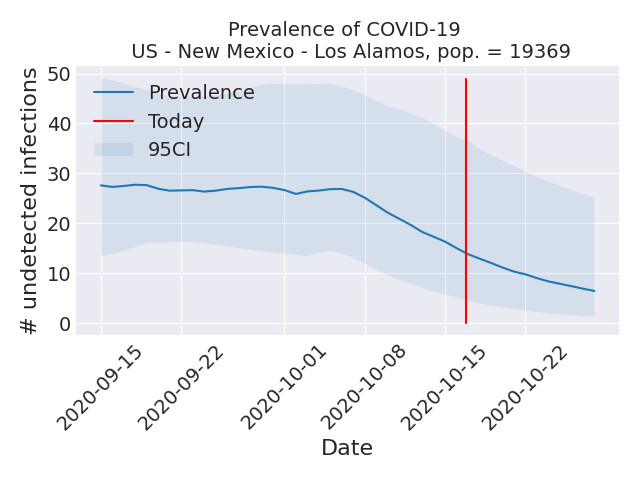 Prevalence of COVID-19
US - New Mexico - Los Alamos, pop. = 19369
# undetected infections
50
40
30
20
10
0
Prevalence
Today
95CI
2020-09-15
2020-09-22
2020-10-01
2020-10-08
2020-10-15
2020-10-22
Date